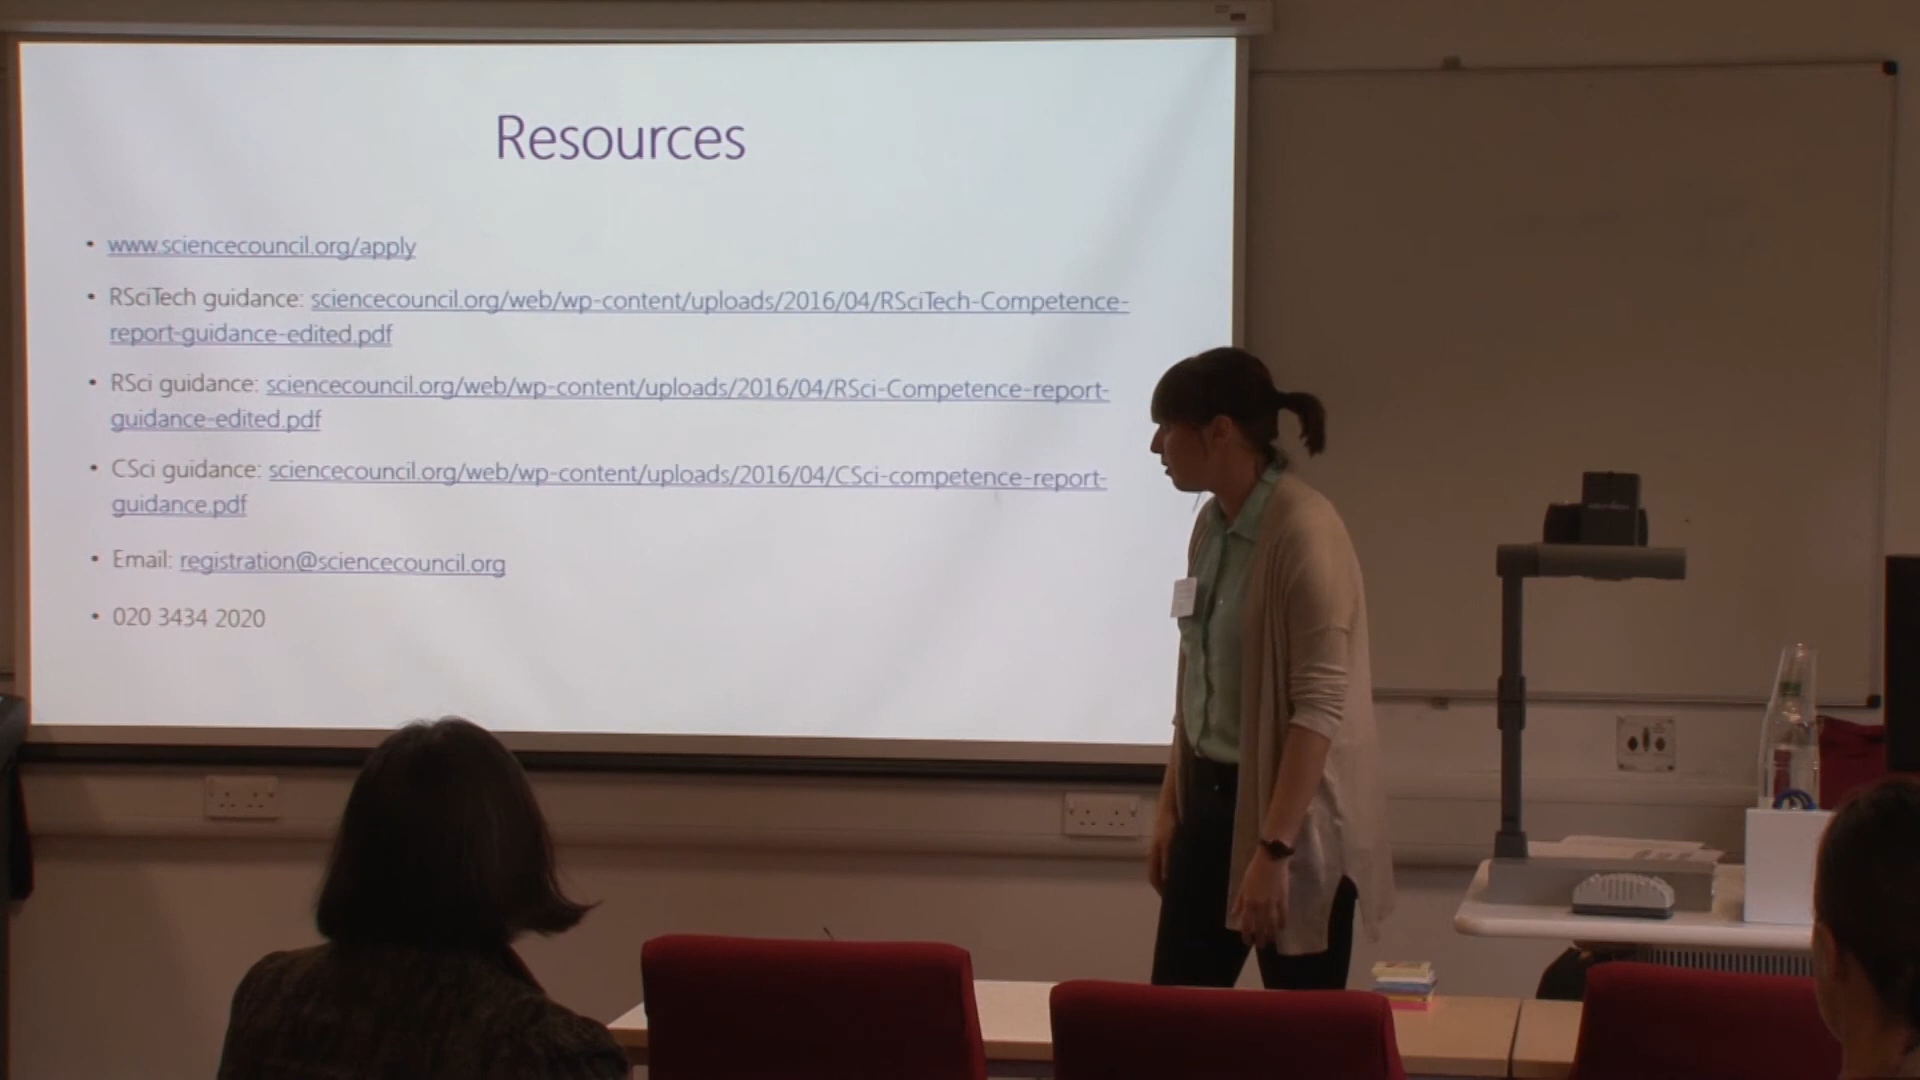 Resources
• www.sciencecouncil.org/apply
• RSciTech guidance: sciencecouncil.org/web/wp-content/uploads/2016/04/RSciTech-Competence-
report-guidance-edited.pdf
• RSci guidance: sciencecouncil.org/web/wp-content/uploads/2016/04/RSci-Competence-report-
guidance-edited.pdf
• CSci guidance: sciencecouncil.org/web/wp-content/uploads/2016/04/CSci-competence-report-
guidance.pdf
• Email: registration@sciencecouncil.org
• 020 3434 2020